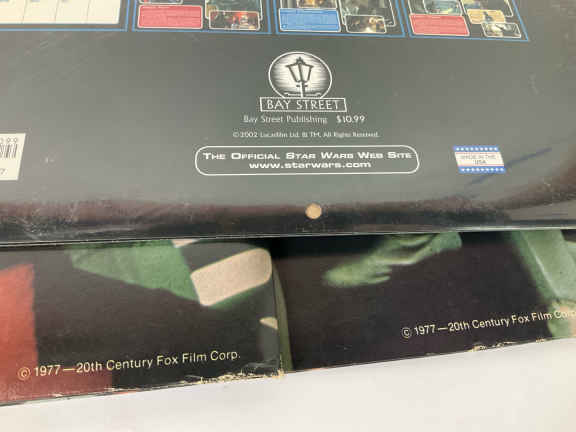 BAY STREET
Bay Street Publishing $10.99
©2002 Lucasfilm Ltd. & TM. All Rights Reserved.
THE OFFICIAL STAR WARS WEB SITE
www.starwars.com
MADE IN THE
USA
© 1977—20th Century Fox Film Corp.
© 1977—20th Century Fox Film Corp.